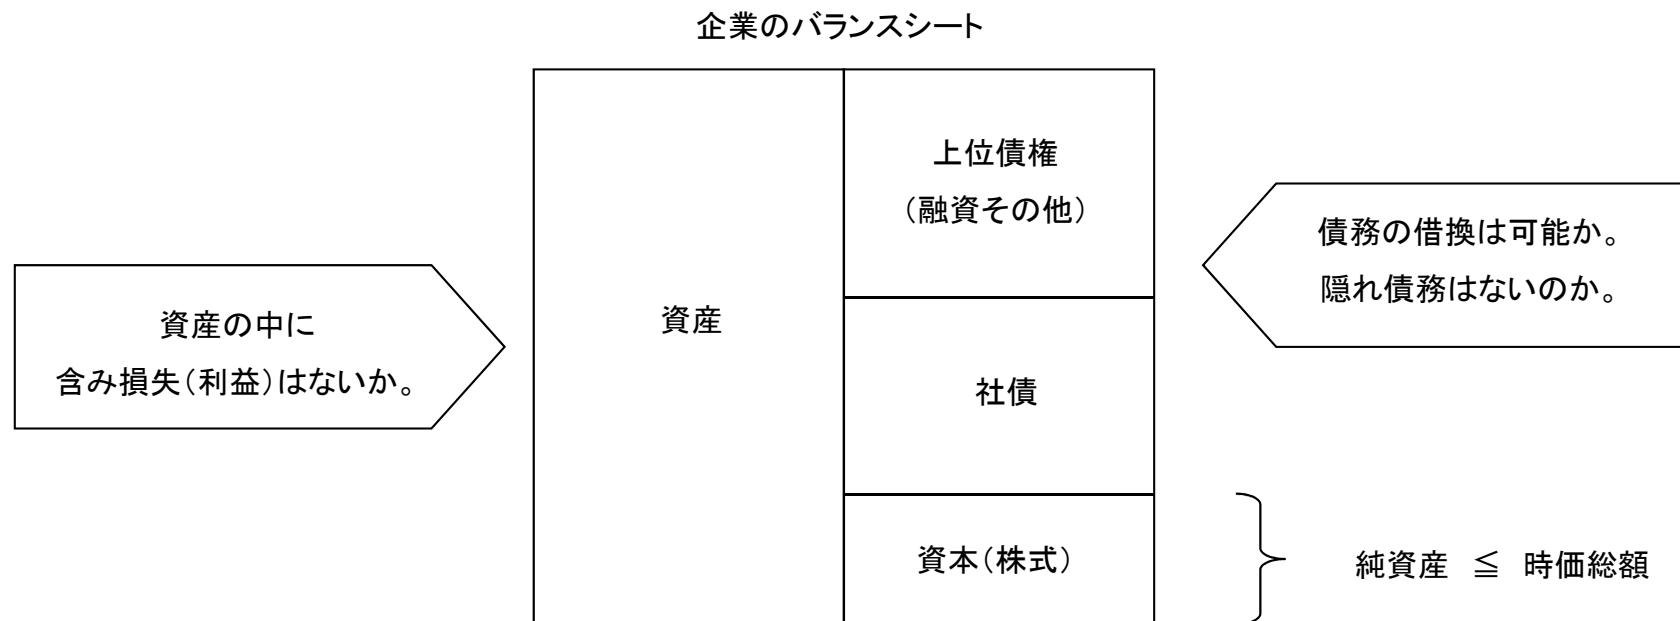 企業のバランスシート
上位債権
（融資その他）
債務の借換は可能か。
隠れ債務はないのか。
資産の中に
含み損失（利益）はないか。
資産
社債
資本（株式）
純資産 ≦ 時価総額